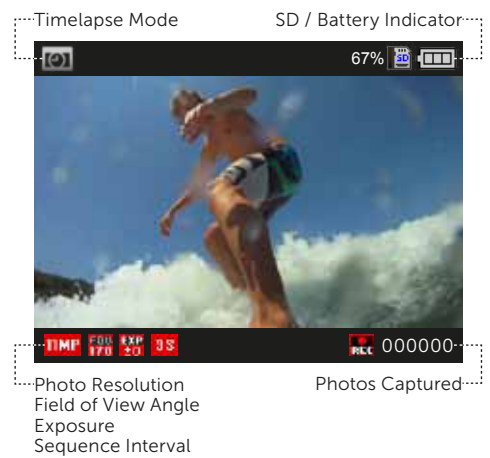 Timelapse Mode
SD / Battery Indicator
67% SD
11MP FOV 170 EXP ±0 3S
REC 000000
Photo Resolution
Field of View Angle
Exposure
Sequence Interval
Photos Captured